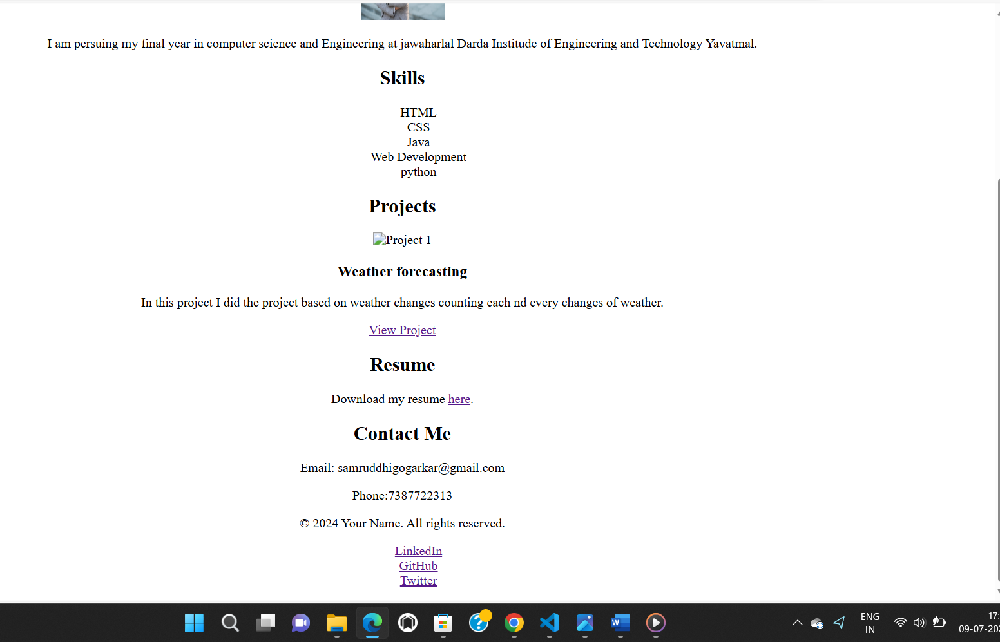 I am persuing my final year in computer science and Engineering at jawaharlal Darda Institude of Engineering and Technology Yavatmal.
Skills
HTML
CSS
Java
Web Development
python
Projects
Project 1
Weather forecasting
In this project I did the project based on weather changes counting each nd every changes of weather.
View Project
Resume
Download my resume here.
Contact Me
Email: samruddhigogarkar@gmail.com
Phone:7387722313
© 2024 Your Name. All rights reserved.
LinkedIn
GitHub
Twitter
ENG
IN
17:
09-07-202